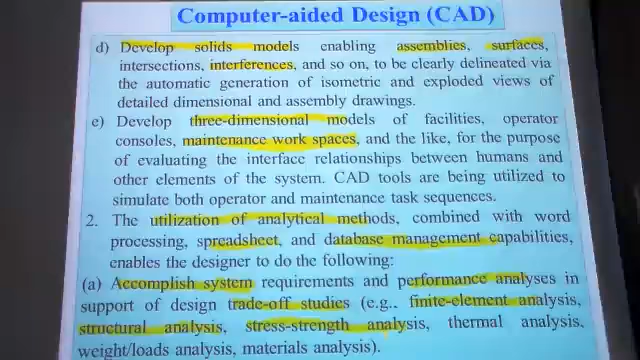 Computer-aided Design (CAD)
d) Develop solids models enabling assemblies, surfaces,
intersections, interferences, and so on, to be clearly delineated via
the automatic generation of isometric and exploded views of
detailed dimensional and assembly drawings.
e) Develop three-dimensional models of facilities, operator
consoles, maintenance work spaces, and the like, for the purpose
of evaluating the interface relationships between humans and
other elements of the system. CAD tools are being utilized to
simulate both operator and maintenance task sequences.
2. The utilization of analytical methods, combined with word
processing, spreadsheet, and database management capabilities,
enables the designer to do the following:
(a) Accomplish system requirements and performance analyses in
support of design trade-off studies (e.g., finite-element analysis,
structural analysis, stress-strength analysis, thermal analysis,
weight/loads analysis, materials analysis).